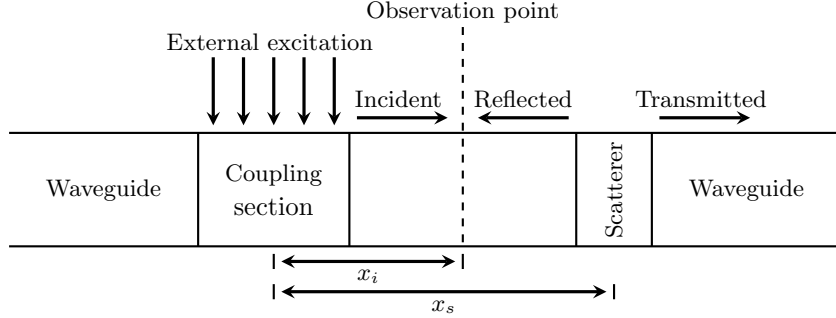 Observation point
External excitation
Incident
Reflected
Transmitted
Waveguide
Coupling
section
Scatterer
Waveguide
x_i
x_s